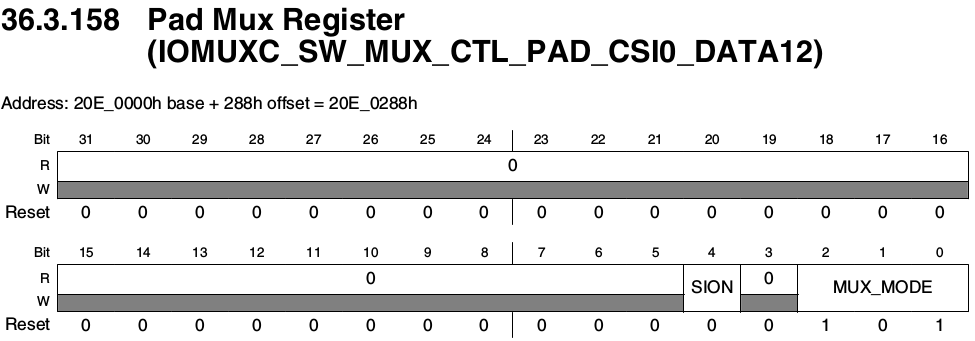 36.3.158 Pad Mux Register
(IOMUXC_SW_MUX_CTL_PAD_CSI0_DATA12)
Address: 20E_0000h base + 288h offset = 20E_0288h
Bit 31 30 29 28 27 26 25 24 23 22 21 20 19 18 17 16
R 0
W
Reset 0 0 0 0 0 0 0 0 0 0 0 0 0 0 0 0
Bit 15 14 13 12 11 10 9 8 7 6 5 4 3 2 1 0
R 0 SION 0 MUX_MODE
W
Reset 0 0 0 0 0 0 0 0 0 0 0 0 0 1 0 1